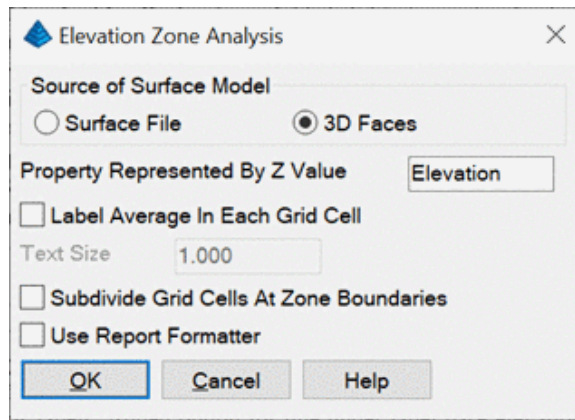 Elevation Zone Analysis
Source of Surface Model
Surface File 3D Faces
Property Represented By Z Value Elevation
Label Average In Each Grid Cell
Text Size 1.000
Subdivide Grid Cells At Zone Boundaries
Use Report Formatter
OK Cancel Help